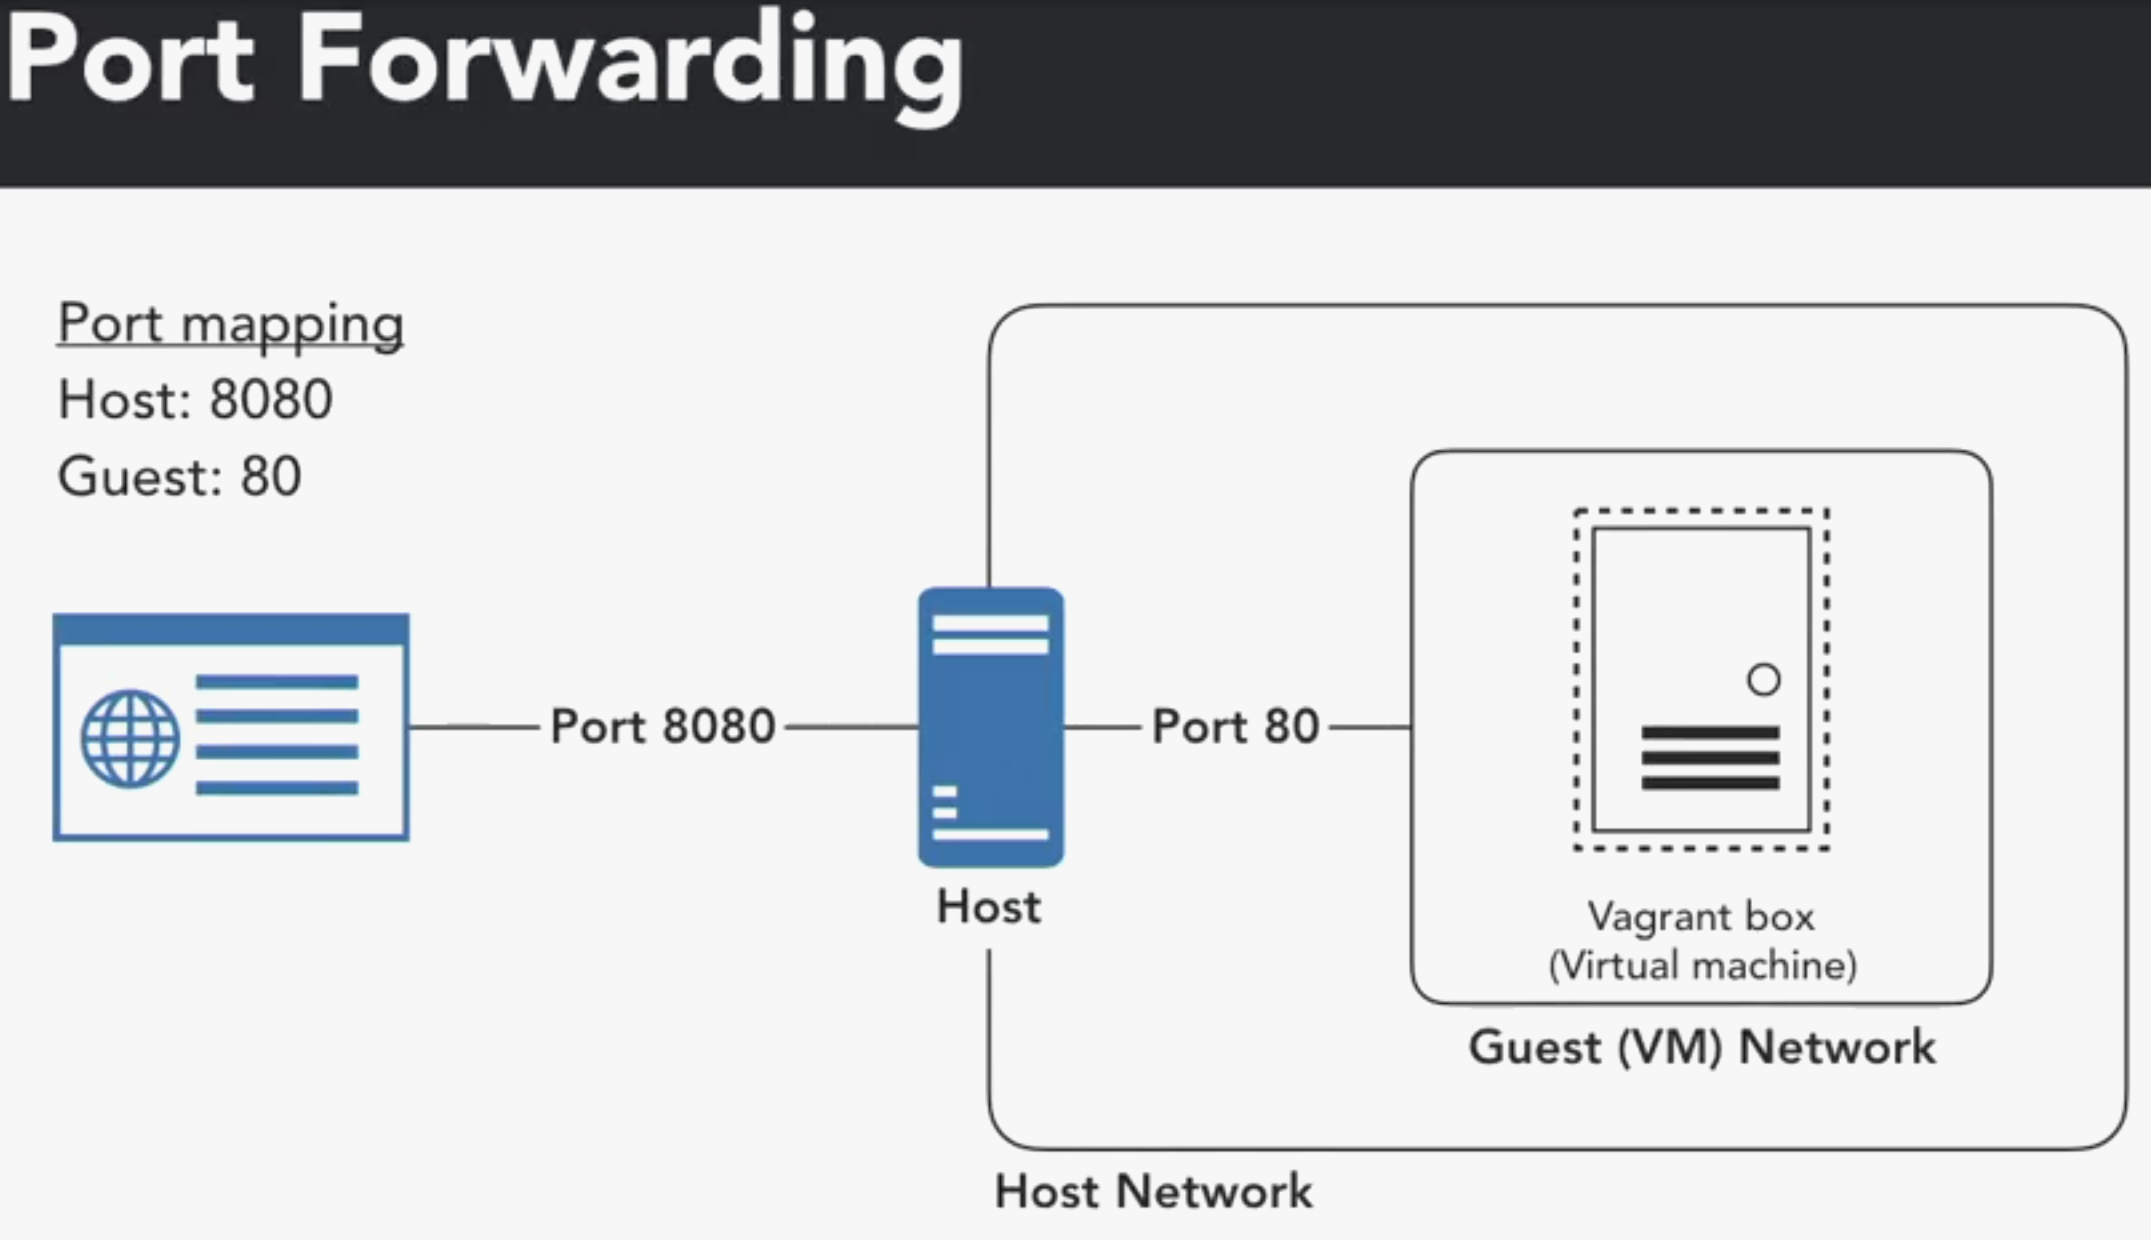 Port Forwarding
Port mapping
Host: 8080
Guest: 80
Port 8080
Port 80
Host
Vagrant box
(Virtual machine)
Guest (VM) Network
Host Network